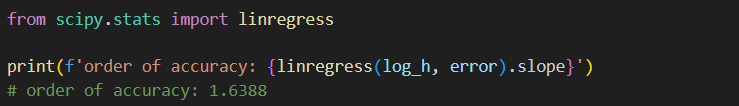 from scipy.stats import linregress
print(f'order of accuracy: {linregress(log_h, error).slope}')
# order of accuracy: 1.6388